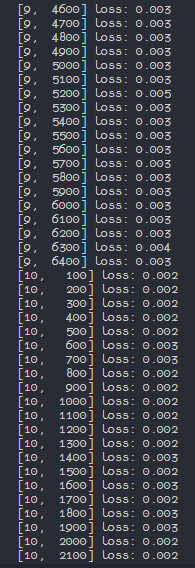 [9,  4600] loss: 0.003
[9,  4700] loss: 0.003
[9,  4800] loss: 0.003
[9,  4900] loss: 0.003
[9,  5000] loss: 0.003
[9,  5100] loss: 0.003
[9,  5200] loss: 0.005
[9,  5300] loss: 0.003
[9,  5400] loss: 0.003
[9,  5500] loss: 0.003
[9,  5600] loss: 0.003
[9,  5700] loss: 0.003
[9,  5800] loss: 0.003
[9,  5900] loss: 0.003
[9,  6000] loss: 0.003
[9,  6100] loss: 0.003
[9,  6200] loss: 0.003
[9,  6300] loss: 0.004
[9,  6400] loss: 0.003
[10,   100] loss: 0.002
[10,   200] loss: 0.002
[10,   300] loss: 0.002
[10,   400] loss: 0.002
[10,   500] loss: 0.002
[10,   600] loss: 0.003
[10,   700] loss: 0.003
[10,   800] loss: 0.002
[10,   900] loss: 0.002
[10,  1000] loss: 0.002
[10,  1100] loss: 0.002
[10,  1200] loss: 0.002
[10,  1300] loss: 0.002
[10,  1400] loss: 0.003
[10,  1500] loss: 0.002
[10,  1600] loss: 0.003
[10,  1700] loss: 0.002
[10,  1800] loss: 0.003
[10,  1900] loss: 0.003
[10,  2000] loss: 0.002
[10,  2100] loss: 0.002